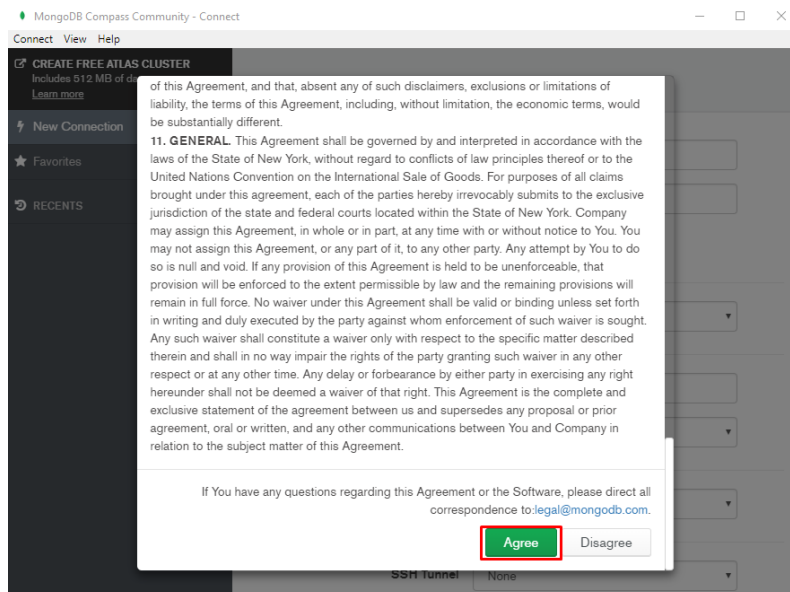 MongoDB Compass Community - Connect
Connect View Help
CREATE FREE ATLAS CLUSTER
Includes 512 MB of
Learn more
New Connection
Favorites
RECENTS
of this Agreement, and that, absent any of such disclaimers, exclusions or limitations of
liability, the terms of this Agreement, including, without limitation, the economic terms, would
be substantially different.
11. GENERAL. This Agreement shall be governed by and interpreted in accordance with the
laws of the State of New York, without regard to conflicts of law principles thereof or to the
United Nations Convention on the International Sale of Goods. For purposes of all claims
brought under this agreement, each of the parties hereby irrevocably submits to the exclusive
jurisdiction of the state and federal courts located within the State of New York. Company
may assign this Agreement, in whole or in part, at any time with or without notice to You. You
may not assign this Agreement, or any part of it, to any other party. Any attempt by You to do
so is null and void. If any provision of this Agreement is held to be unenforceable, that
provision will be enforced to the extent permissible by law and the remaining provisions will
remain in full force. No waiver under this Agreement shall be valid or binding unless set forth
in writing and duly executed by the party against whom enforcement of such waiver is sought.
Any such waiver shall constitute a waiver only with respect to the specific matter described
therein and shall in no way impair the rights of the party granting such waiver in any other
respect or at any other time. Any delay or forbearance by either party in exercising any right
hereunder shall not be deemed a waiver of that right. This Agreement is the complete and
exclusive statement of the agreement between us and supersedes any proposal or prior
agreement, oral or written, and any other communications between You and Company in
relation to the subject matter of this Agreement.
If You have any questions regarding this Agreement or the Software, please direct all
correspondence to:legal@mongodb.com.
Agree Disagree
SSH Tunnel None